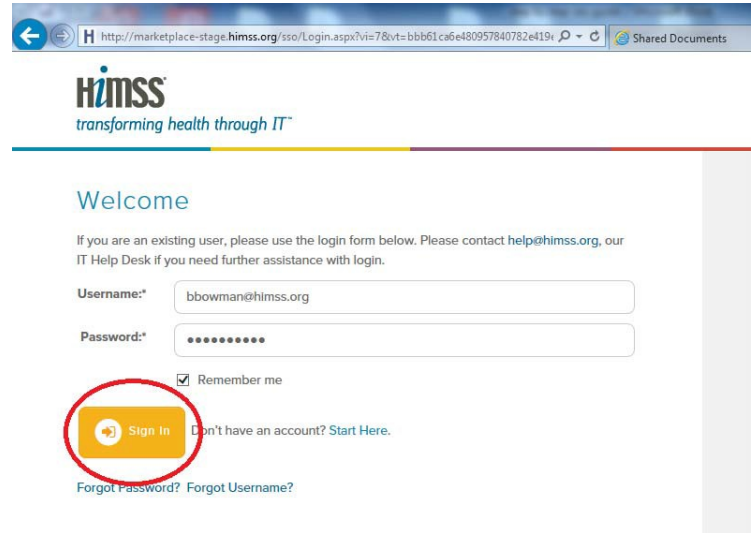 H http://marketplace-stage.himss.org/sso/Login.aspx?vi=7&vt=bbb61ca6e480957840782e419 Shared Documents
HiMSS
transforming health through IT™
Welcome
If you are an existing user, please use the login form below. Please contact help@himss.org, our
IT Help Desk if you need further assistance with login.
Username:* bbowman@himss.org
Password:* ••••••••••
Remember me
Sign In Don't have an account? Start Here.
Forgot Password? Forgot Username?